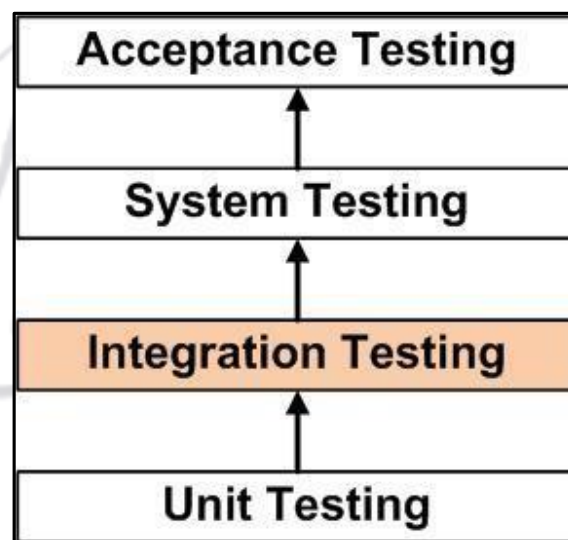 Acceptance Testing
System Testing
Integration Testing
Unit Testing